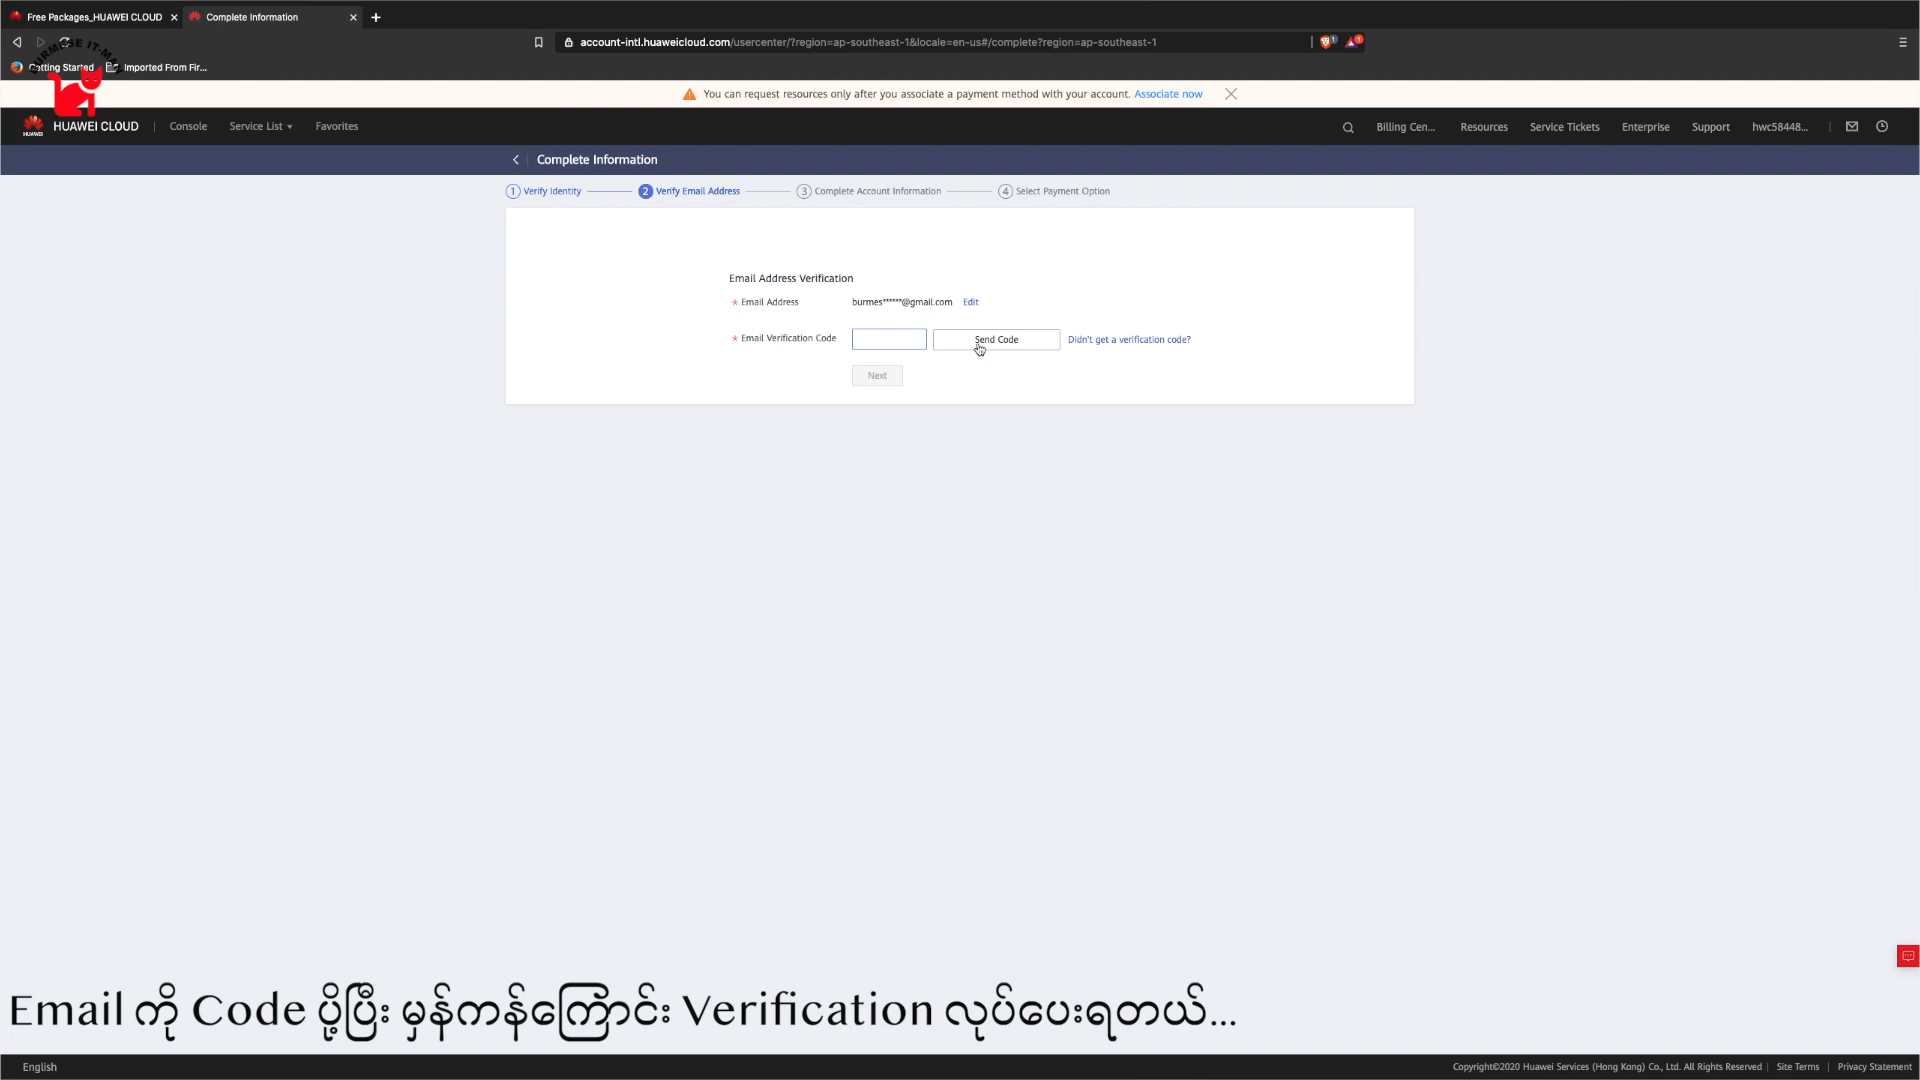 Free Packages_HUAWEI CLOUD
Complete Information
account-intl.huaweicloud.com/usercenter/?region=ap-southeast-1&locale=en-us#/complete?region=ap-southeast-1
Getting Started
Imported From Fir...
You can request resources only after you associate a payment method with your account. Associate now
HUAWEI
HUAWEI CLOUD
Console
Service List
Favorites
Billing Cen...
Resources
Service Tickets
Enterprise
Support
hwc58448...
Complete Information
1 Verify Identity
2 Verify Email Address
3 Complete Account Information
4 Select Payment Option
Email Address Verification
* Email Address burmes******@gmail.com Edit
* Email Verification Code Send Code Didn't get a verification code?
Next
Email ကို Code ပို့ပြီး မှန်ကန်ကြောင်း Verification လုပ်ပေးရတယ်...
English
Copyright©2020 Huawei Services (Hong Kong) Co., Ltd. All Rights Reserved | Site Terms | Privacy Statement